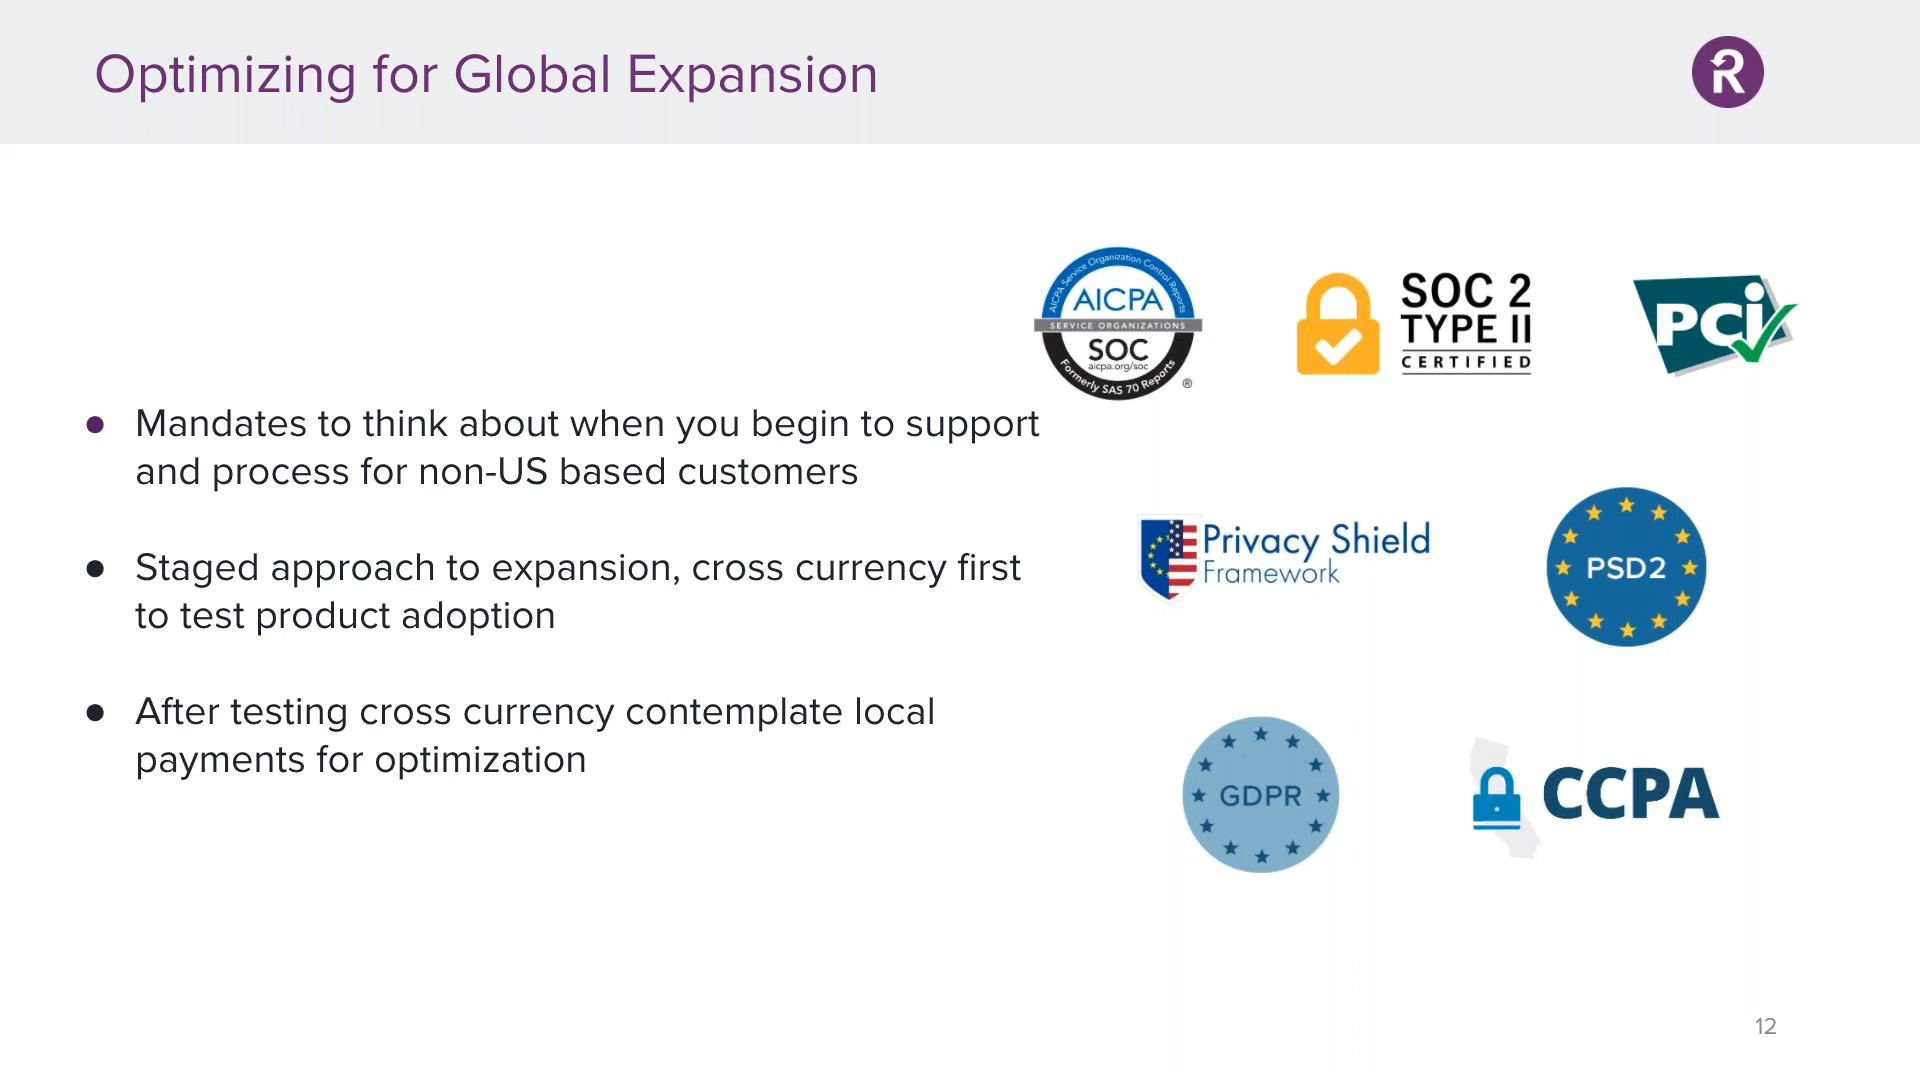 Optimizing for Global Expansion
R
● Mandates to think about when you begin to support
and process for non-US based customers
● Staged approach to expansion, cross currency first
to test product adoption
● After testing cross currency contemplate local
payments for optimization
AICPA Service Organization Control Reports
AICPA
SERVICE ORGANIZATIONS
SOC
aicpa.org/soc
Formerly SAS 70 Reports
®
SOC 2
TYPE II
CERTIFIED
PCi
Privacy Shield
Framework
PSD2
GDPR
CCPA
12